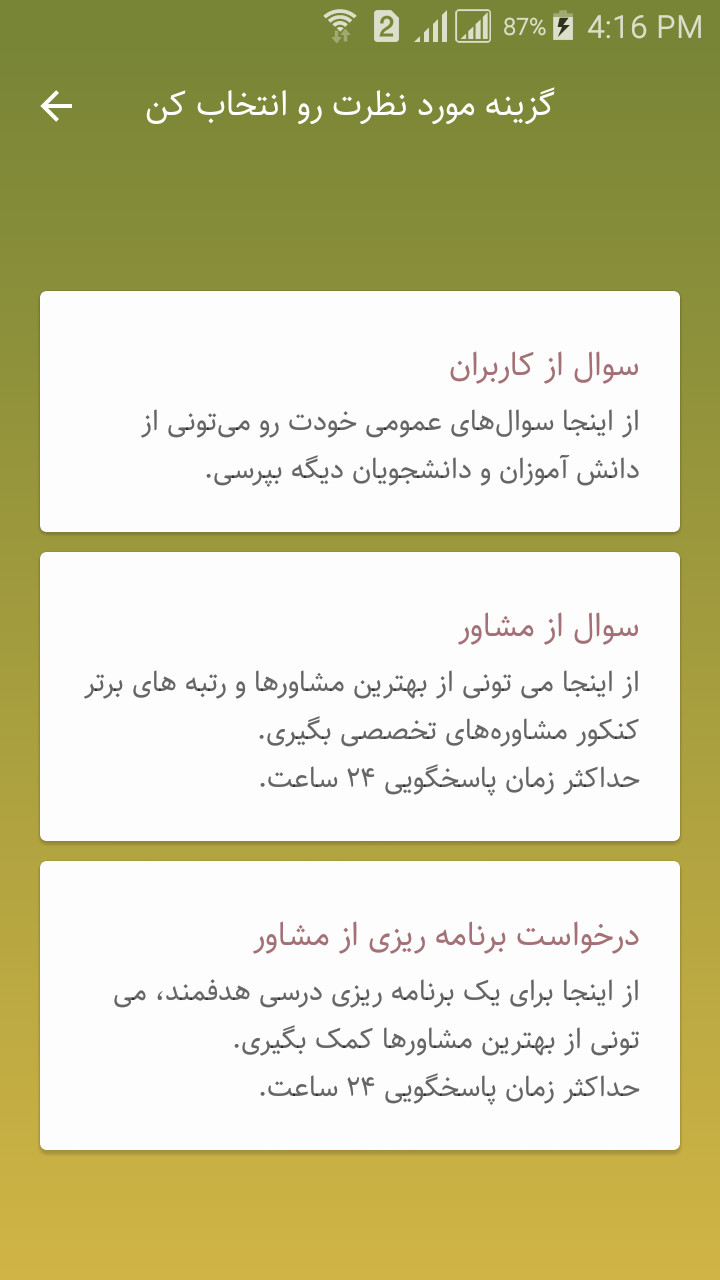 2 87% 4:16 PM
گزینه مورد نظرت رو انتخاب کن
سوال از کاربران
از اینجا سوال‌های عمومی خودت رو می‌تونی از
دانش آموزان و دانشجویان دیگه بپرسی.
سوال از مشاور
از اینجا می تونی از بهترین مشاورها و رتبه های برتر
کنکور مشاوره‌های تخصصی بگیری.
حداکثر زمان پاسخگویی ۲۴ ساعت.
درخواست برنامه ریزی از مشاور
از اینجا برای یک برنامه ریزی درسی هدفمند، می
تونی از بهترین مشاورها کمک بگیری.
حداکثر زمان پاسخگویی ۲۴ ساعت.